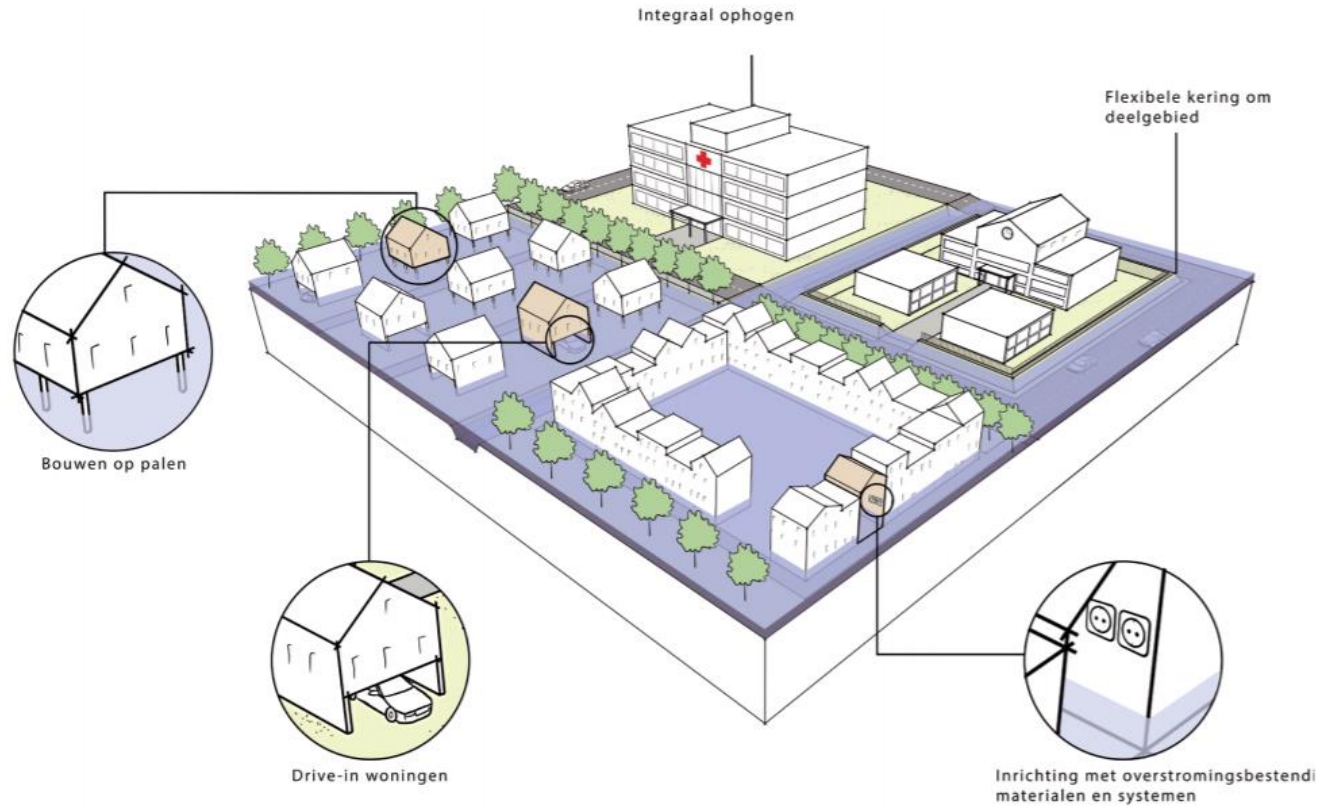 Integraal ophogen
Flexibele kering om
deelgebied
Bouwen op palen
Drive-in woningen
Inrichting met overstromingsbestendi
materialen en systemen